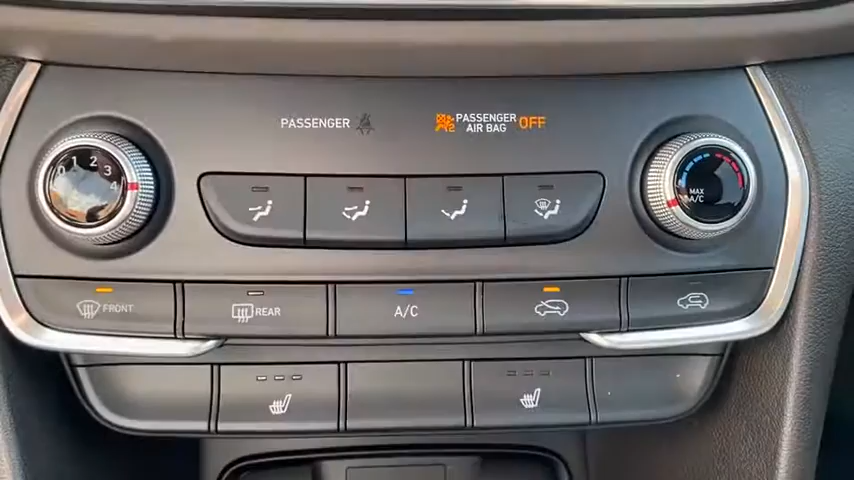 PASSENGER
PASSENGER
AIR BAG
OFF
0 1 2 3 4
MAX
A/C
FRONT
REAR
A/C